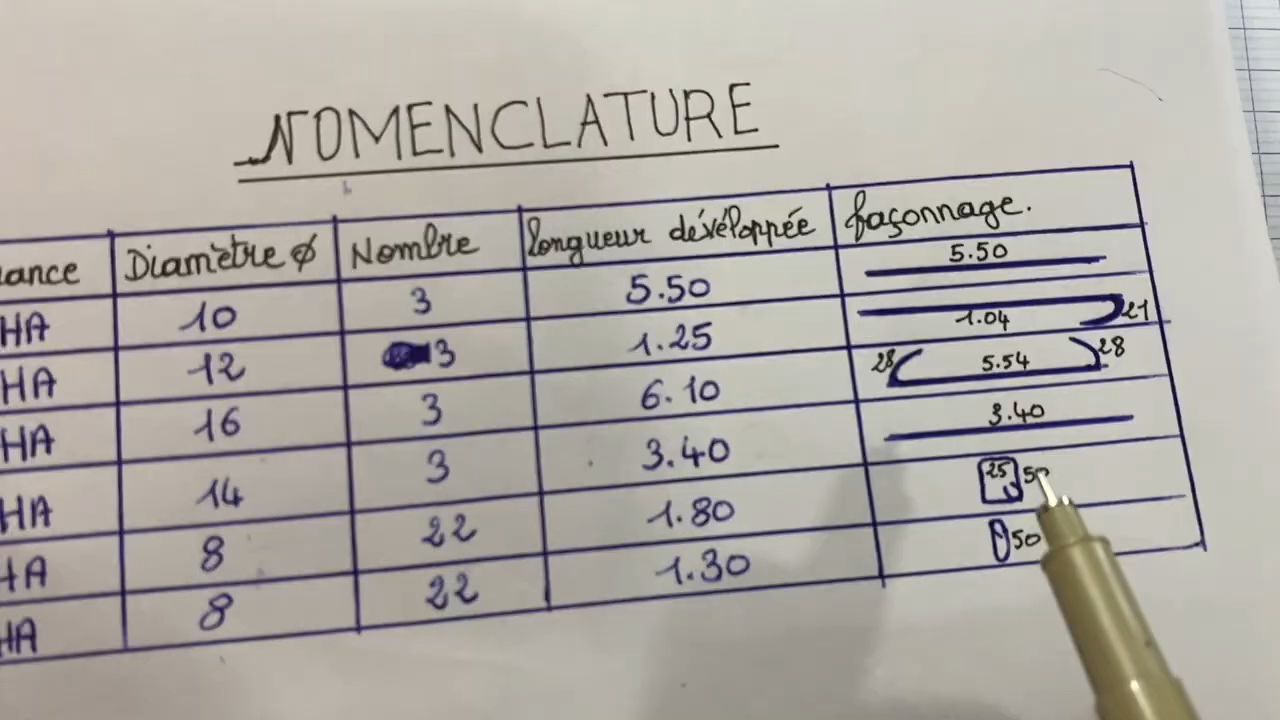 NOMENCLATURE
ance Diamètre ø Nombre longueur dévéloppée façonnage.
HA 10 3 5.50 5.50
HA 12 3 1.25 1.04 21
HA 16 3 6.10 28 5.54 28
HA 14 3 3.40 3.40
HA 8 22 1.80 25 50
HA 8 22 1.30 50